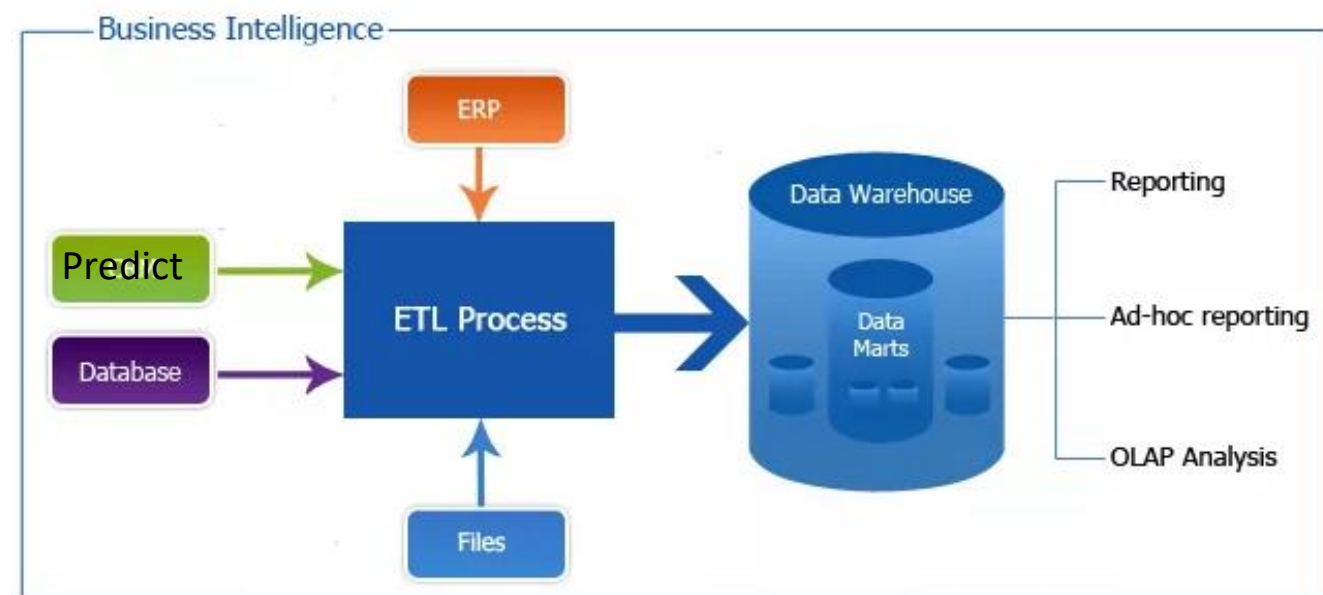 Business Intelligence
ERP
Predict
Database
ETL Process
Files
Data Warehouse
Data
Marts
Reporting
Ad-hoc reporting
OLAP Analysis